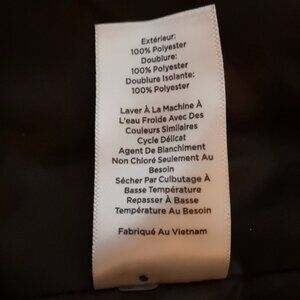 Extérieur:
100% Polyester
Doublure:
100% Polyester
Doublure Isolante:
100% Polyester
Laver À La Machine À
L'eau Froide Avec Des
Couleurs Similaires
Cycle Délicat
Agent De Blanchiment
Non Chloré Seulement Au
Besoin
Sécher Par Culbutage À
Basse Température
Repasser À Basse
Température Au Besoin
Fabriqué Au Vietnam